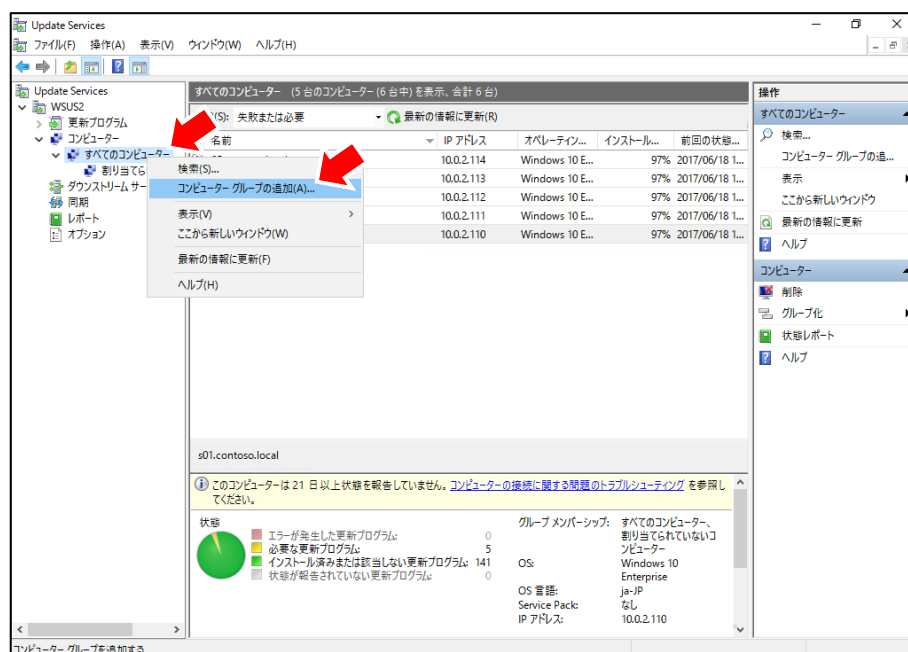 Update Services
ファイル(F) 操作(A) 表示(V) ウィンドウ(W) ヘルプ(H)
Update Services
WSUS2
更新プログラム
コンピューター
すべてのコンピューター
割り当てら
ダウンストリーム サー
同期
レポート
オプション
検索(S)...
コンピューター グループの追加(A)...
表示(V)
ここから新しいウィンドウ(W)
最新の情報に更新(F)
ヘルプ(H)
すべてのコンピューター (5 台のコンピューター (6 台中) を表示、合計 6 台)
(S): 失敗または必要 最新の情報に更新(R)
名前 IP アドレス オペレーティン... インストール... 前回の状態...
10.0.2.114 Windows 10 E... 97% 2017/06/18 1...
10.0.2.113 Windows 10 E... 97% 2017/06/18 1...
10.0.2.112 Windows 10 E... 97% 2017/06/18 1...
10.0.2.111 Windows 10 E... 97% 2017/06/18 1...
10.0.2.110 Windows 10 E... 97% 2017/06/18 1...
s01.contoso.local
このコンピューターは 21 日以上状態を報告していません。コンピューターの接続に関する問題のトラブルシューティング を参照し
てください。
状態
エラーが発生した更新プログラム: 0
必要な更新プログラム: 5
インストール済みまたは該当しない更新プログラム: 141
状態が報告されていない更新プログラム: 0
グループ メンバーシップ: すべてのコンピューター、
割り当てられていないコ
ンピューター
OS: Windows 10
Enterprise
OS 言語: ja-JP
Service Pack: なし
IP アドレス: 10.0.2.110
操作
すべてのコンピューター
検索...
コンピューター グループの追...
表示
ここから新しいウィンドウ
最新の情報に更新
ヘルプ
コンピューター
削除
グループ化
状態レポート
ヘルプ
コンピューター グループを追加する